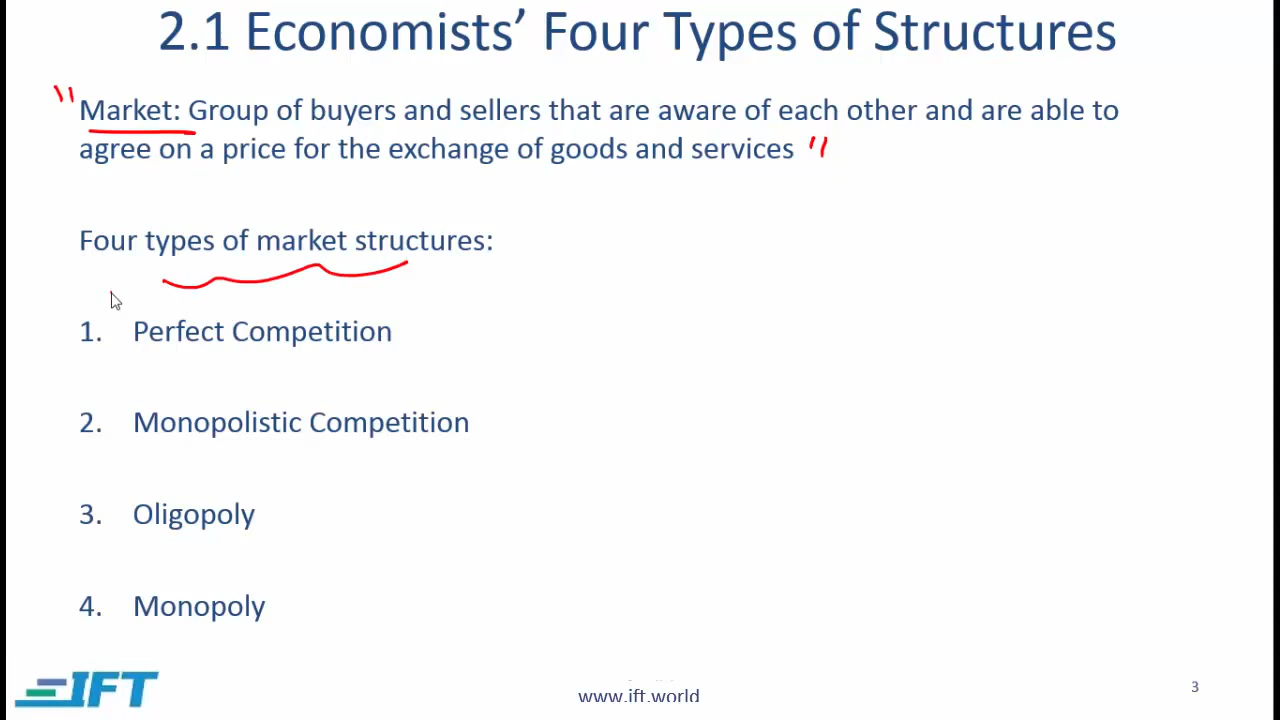 2.1 Economists’ Four Types of Structures
" Market: Group of buyers and sellers that are aware of each other and are able to
agree on a price for the exchange of goods and services "
Four types of market structures:
1. Perfect Competition
2. Monopolistic Competition
3. Oligopoly
4. Monopoly
IFT
www.ift.world
3